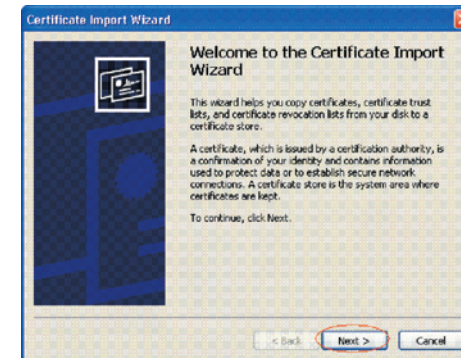 Certificate Import Wizard
Welcome to the Certificate Import
Wizard
This wizard helps you copy certificates, certificate trust
lists, and certificate revocation lists from your disk to a
certificate store.
A certificate, which is issued by a certification authority, is
a confirmation of your identity and contains information
used to protect data or to establish secure network
connections. A certificate store is the system area where
certificates are kept.
To continue, click Next.
< Back
Next >
Cancel